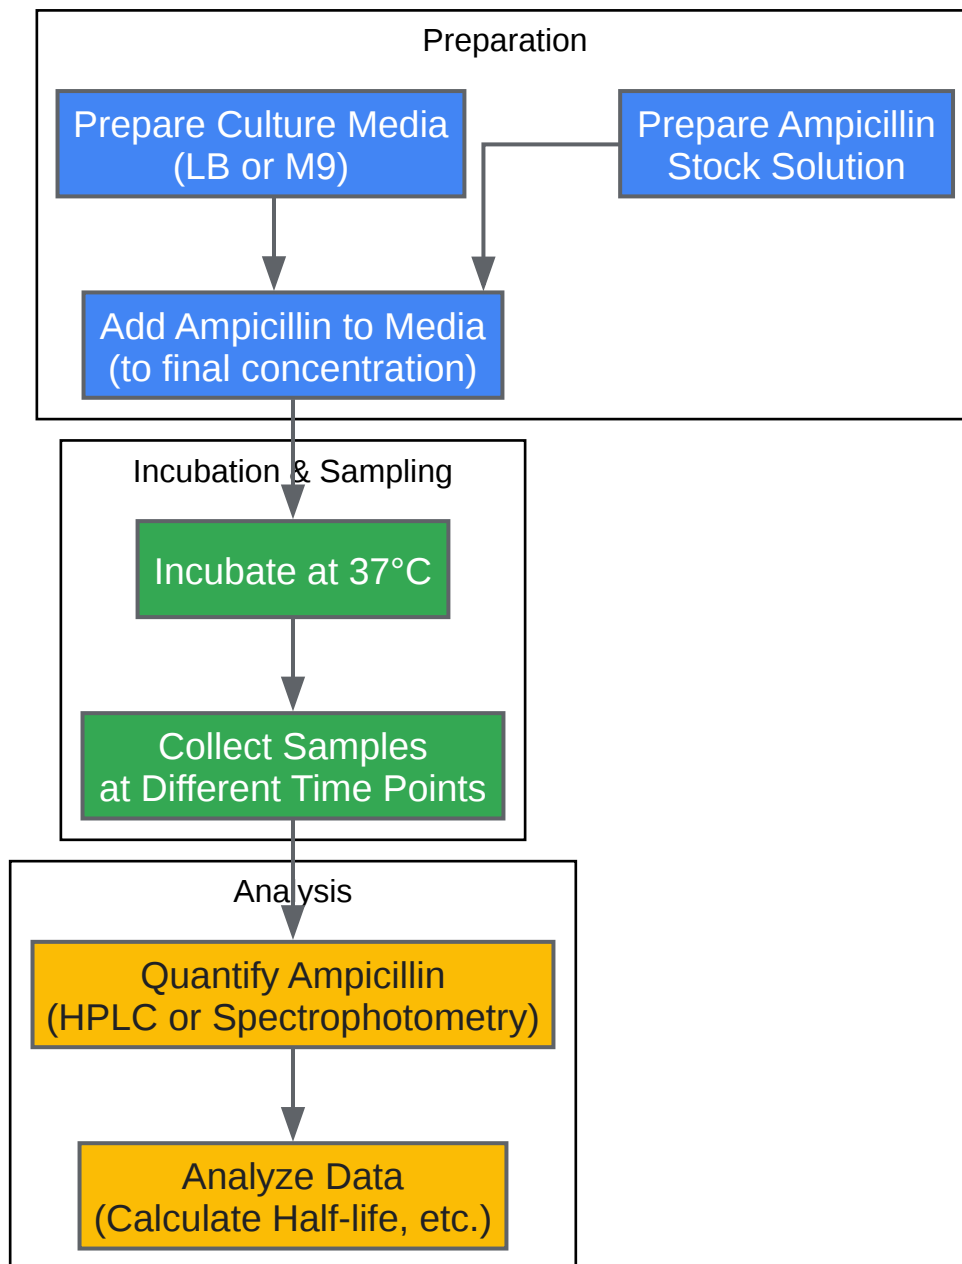 Preparation
Prepare Culture Media
(LB or M9)
Prepare Ampicillin
Stock Solution
Add Ampicillin to Media
(to final concentration)
Incubation & Sampling
Incubate at 37°C
Collect Samples
at Different Time Points
Analysis
Quantify Ampicillin
(HPLC or Spectrophotometry)
Analyze Data
(Calculate Half-life, etc.)